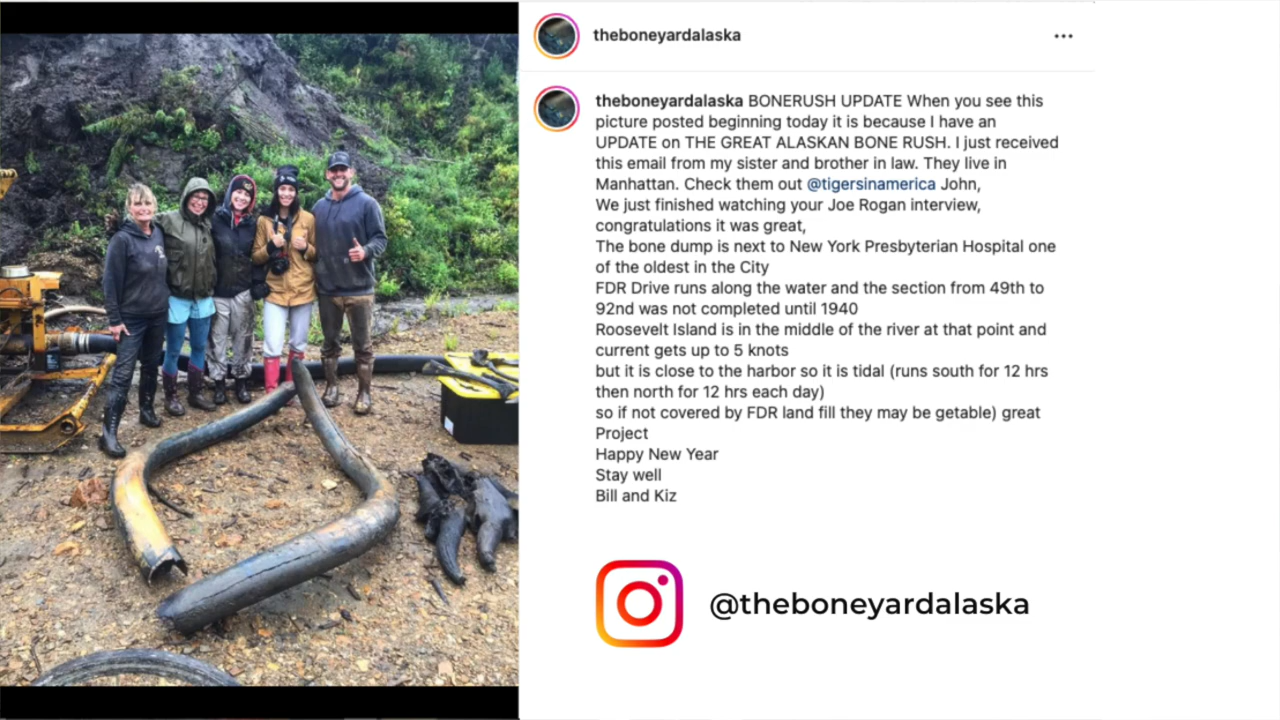 theboneyardalaska
theboneyardalaska BONERUSH UPDATE When you see this
picture posted beginning today it is because I have an
UPDATE on THE GREAT ALASKAN BONE RUSH. I just received
this email from my sister and brother in law. They live in
Manhattan. Check them out @tigersinamerica John,
We just finished watching your Joe Rogan interview,
congratulations it was great,
The bone dump is next to New York Presbyterian Hospital one
of the oldest in the City
FDR Drive runs along the water and the section from 49th to
92nd was not completed until 1940
Roosevelt Island is in the middle of the river at that point and
current gets up to 5 knots
but it is close to the harbor so it is tidal (runs south for 12 hrs
then north for 12 hrs each day)
so if not covered by FDR land fill they may be getable) great
Project
Happy New Year
Stay well
Bill and Kiz
@theboneyardalaska